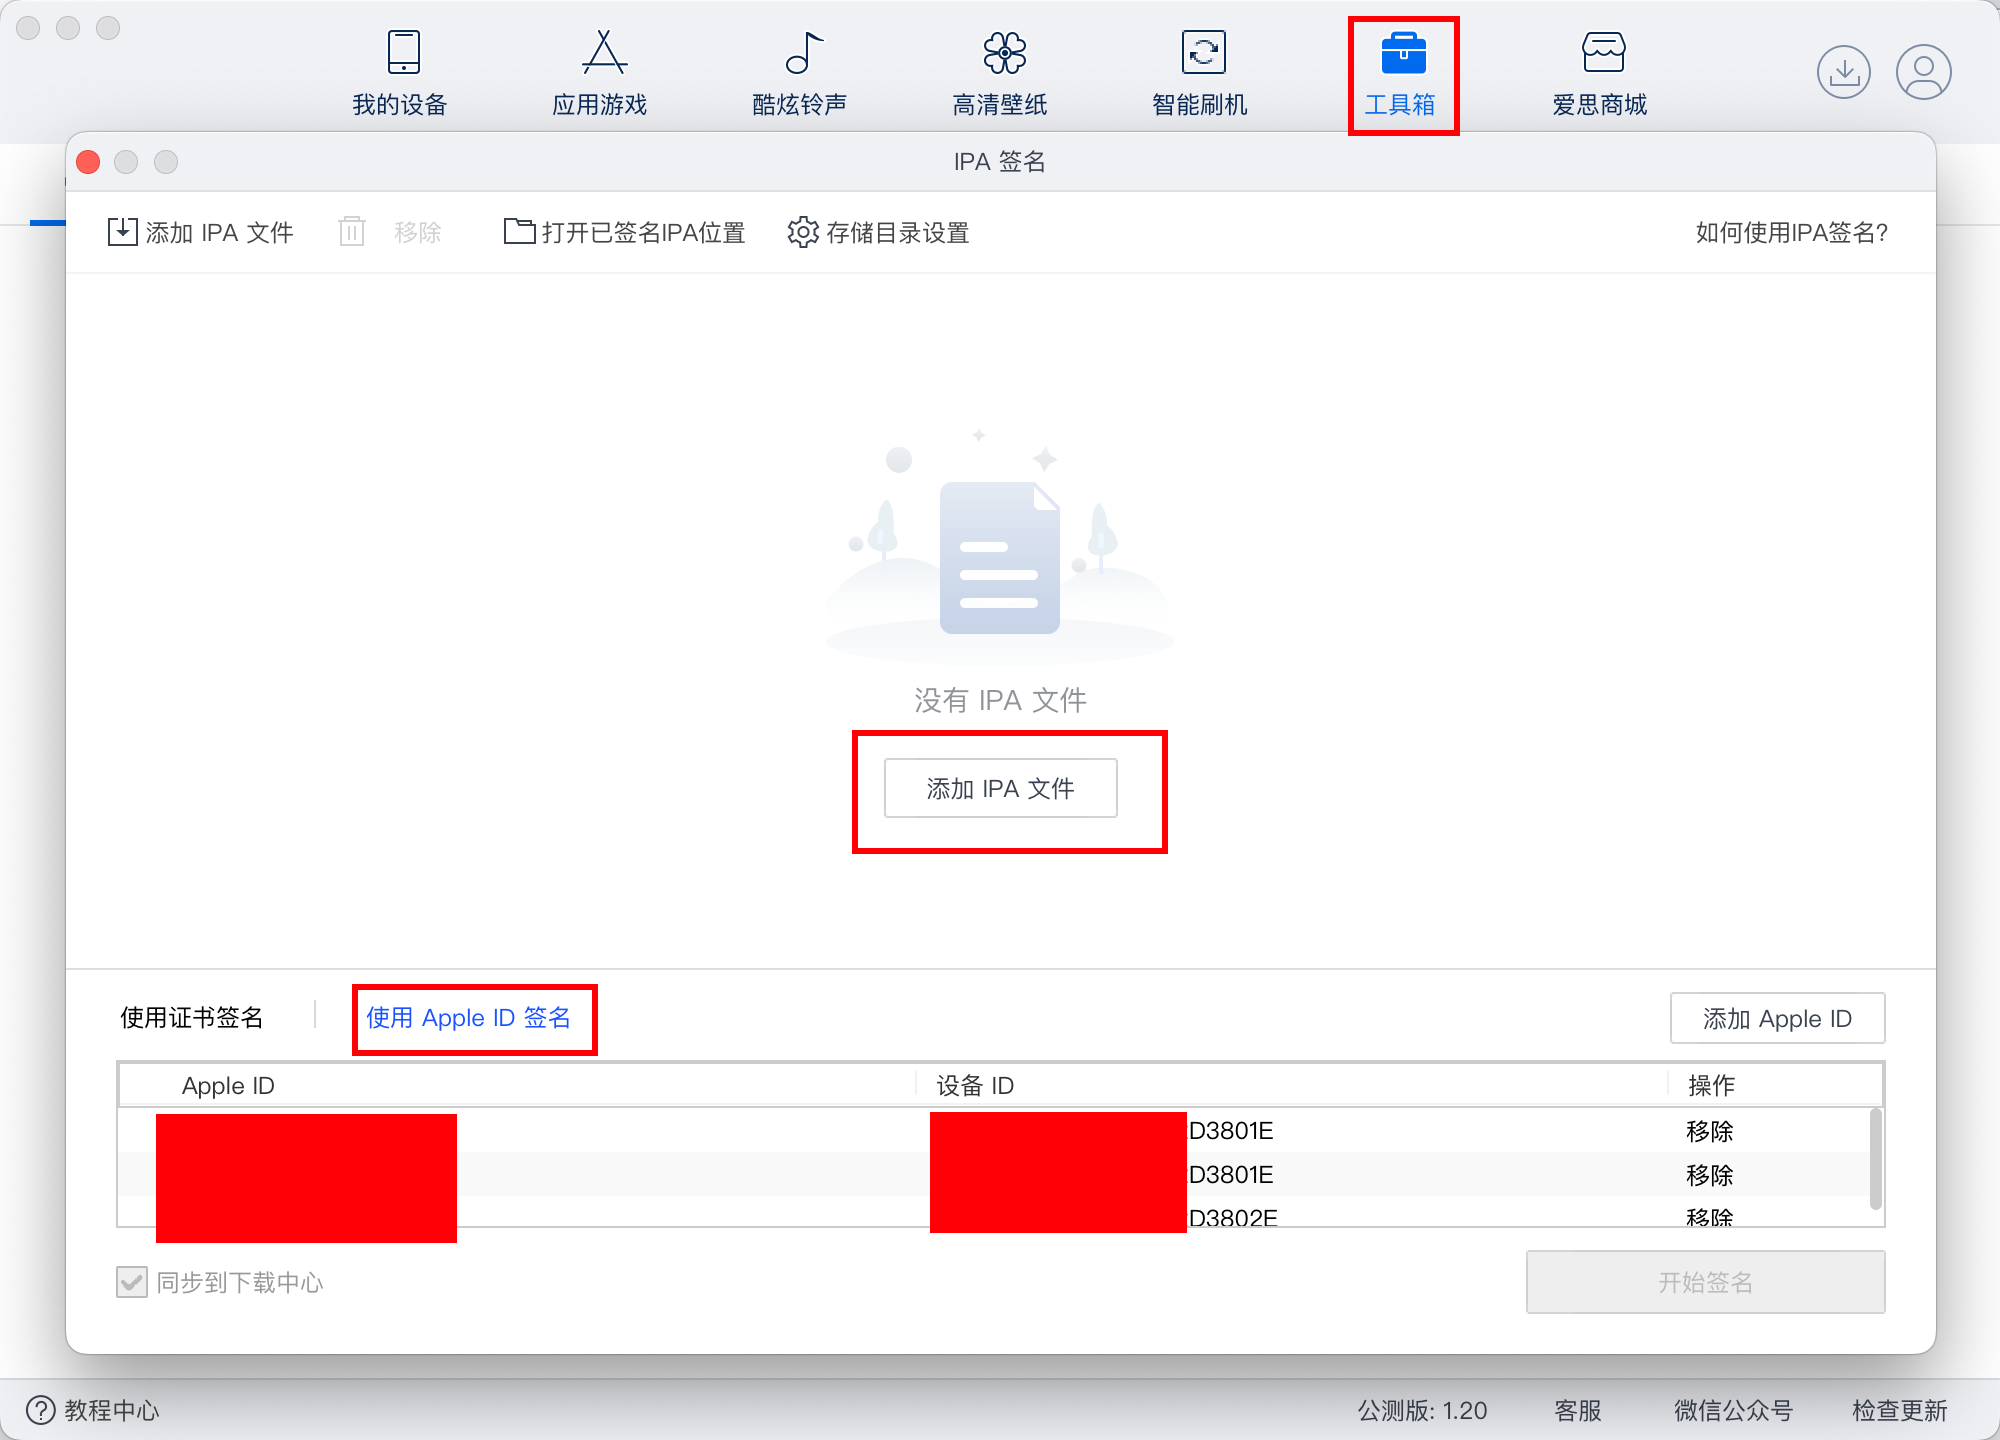 我的设备 应用游戏 酷炫铃声 高清壁纸 智能刷机 工具箱 爱思商城
IPA 签名
添加 IPA 文件 移除 打开已签名IPA位置 存储目录设置 如何使用IPA签名?
没有 IPA 文件
添加 IPA 文件
使用证书签名 使用 Apple ID 签名 添加 Apple ID
Apple ID 设备 ID 操作
D3801E 移除
D3801E 移除
D3802E 移除
同步到下载中心 开始签名
教程中心 公测版: 1.20 客服 微信公众号 检查更新